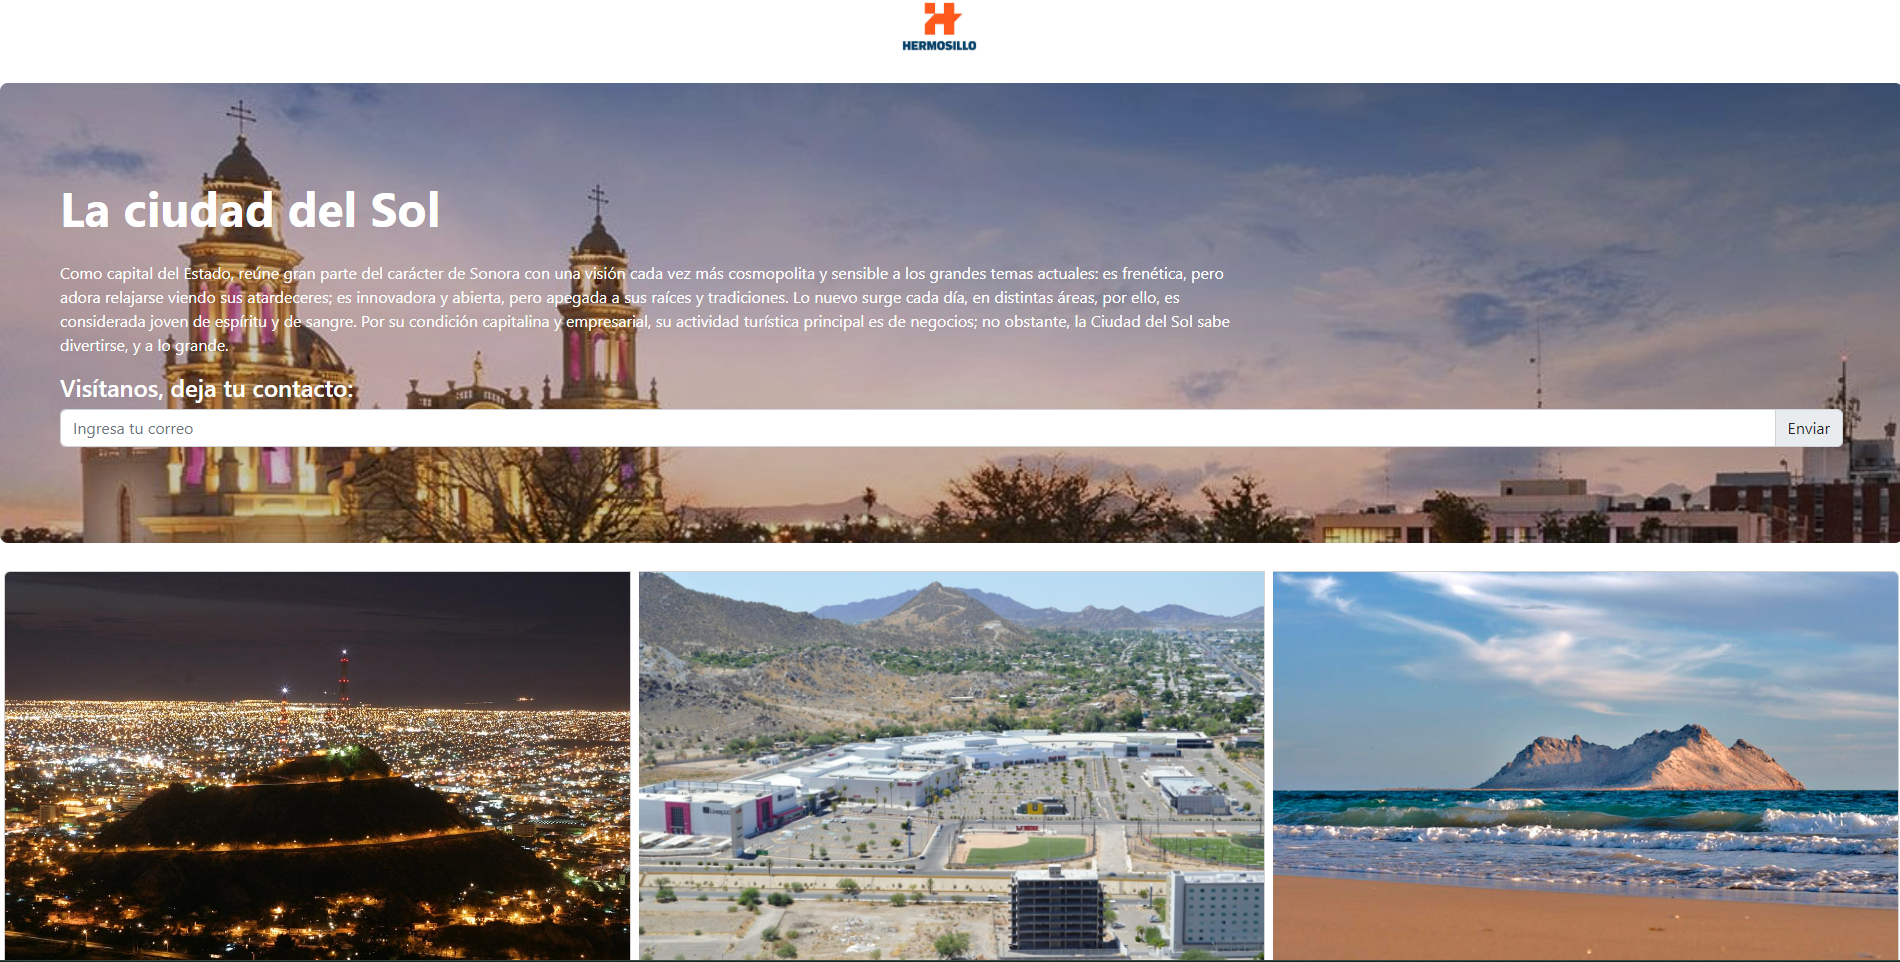 HERMOSILLO
La ciudad del Sol
Como capital del Estado, reúne gran parte del carácter de Sonora con una visión cada vez más cosmopolita y sensible a los grandes temas actuales: es frenética, pero
adora relajarse viendo sus atardeceres; es innovadora y abierta, pero apegada a sus raíces y tradiciones. Lo nuevo surge cada día, en distintas áreas, por ello, es
considerada joven de espíritu y de sangre. Por su condición capitalina y empresarial, su actividad turística principal es de negocios; no obstante, la Ciudad del Sol sabe
divertirse, y a lo grande.
Visítanos, deja tu contacto:
Ingresa tu correo
Enviar